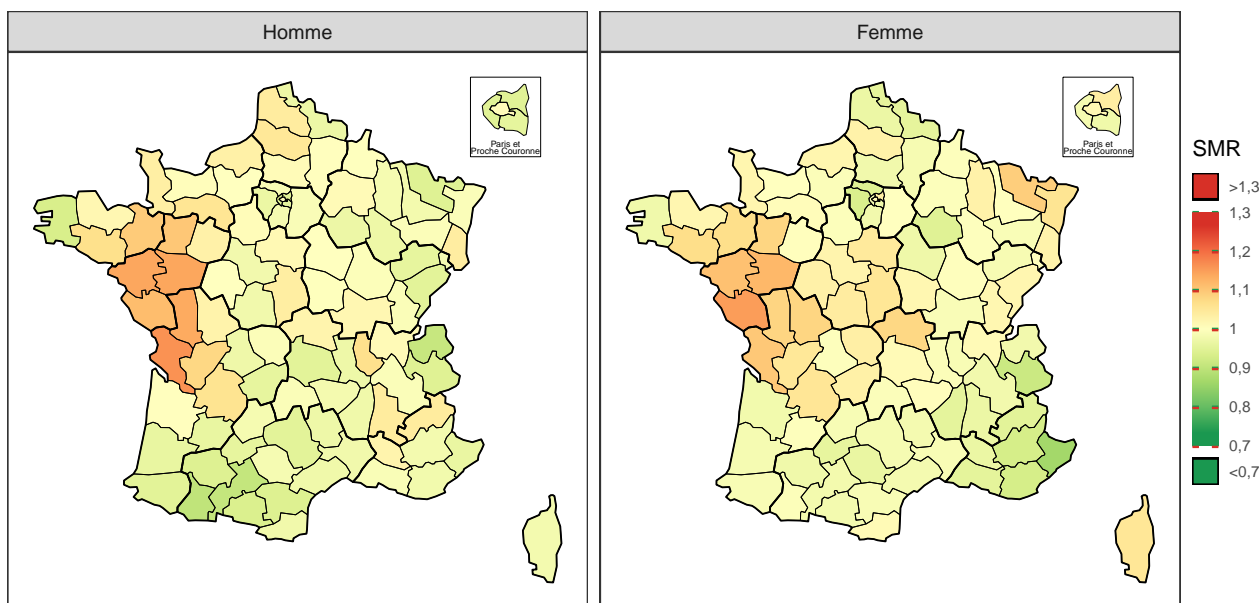 Homme
Femme
Paris et
Proche Couronne
Paris et
Proche Couronne
SMR
>1,3
1,3
1,2
1,1
1
0,9
0,8
0,7
<0,7